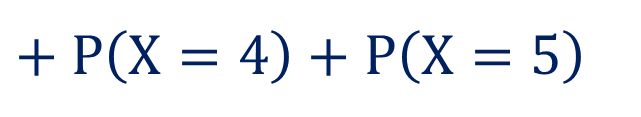 + P(X = 4) + P(X = 5)